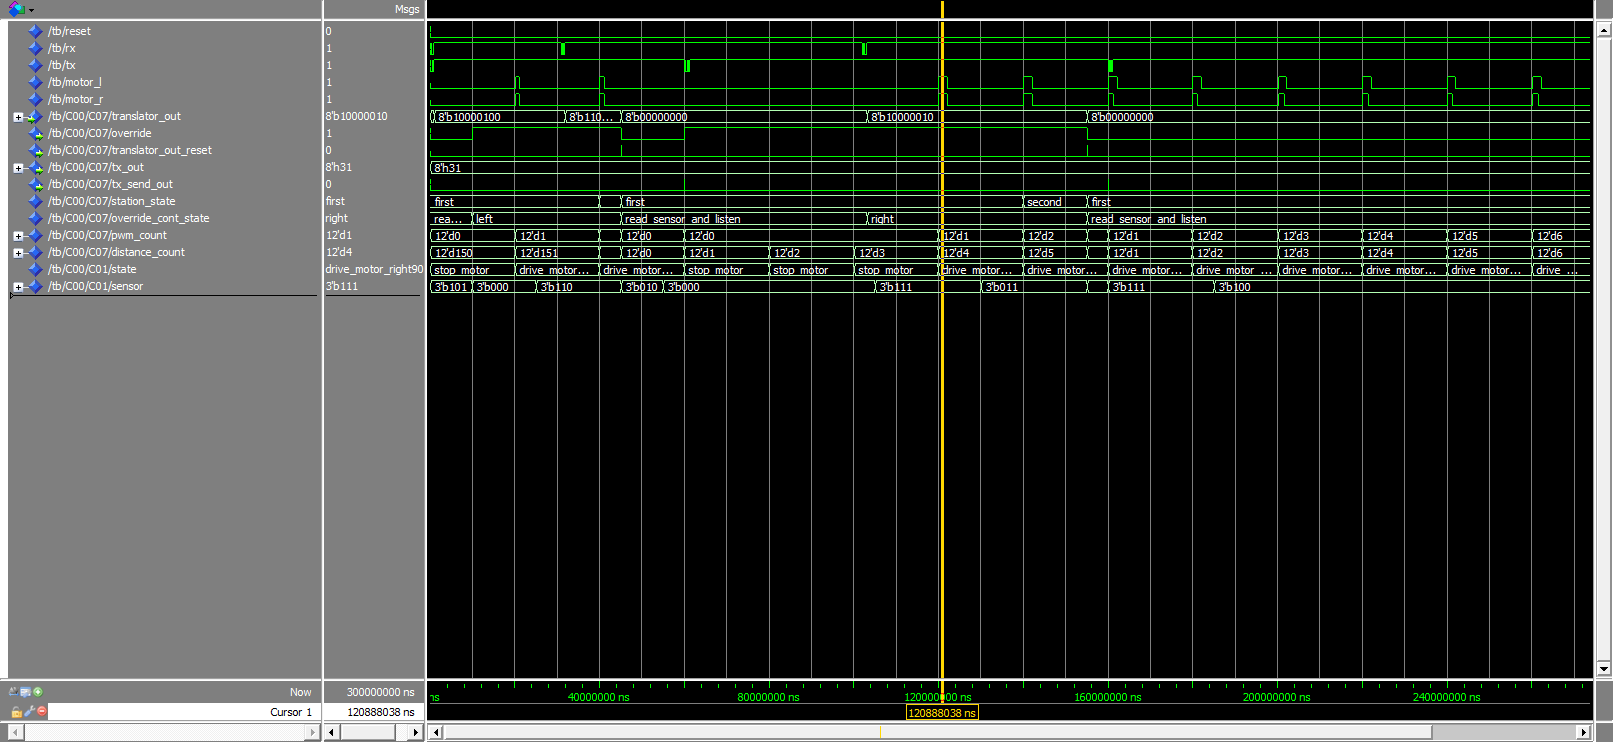 Msgs
/tb/reset 0
/tb/rx 1
/tb/tx 1
/tb/motor_l 1
/tb/motor_r 1
/tb/C00/C07/translator_out 8'b10000010 8'b10000100 8'b110... 8'b00000000 8'b10000010 8'b00000000
/tb/C00/C07/override 1
/tb/C00/C07/translator_out_reset 0
/tb/C00/C07/tx_out 8'h31 8'h31
/tb/C00/C07/tx_send_out 0
/tb/C00/C07/station_state first first first second first
/tb/C00/C07/override_cont_state right rea... left read_sensor_and_listen right read_sensor_and_listen
/tb/C00/C07/pwm_count 12'd1 12'd0 12'd1 12'd0 12'd0 12'd1 12'd2 12'd1 12'd2 12'd3 12'd4 12'd5 12'd6
/tb/C00/C07/distance_count 12'd4 12'd150 12'd151 12'd0 12'd1 12'd2 12'd3 12'd4 12'd5 12'd1 12'd2 12'd3 12'd4 12'd5 12'd6
/tb/C00/C01/state drive_motor_right90 stop_motor drive_motor... drive_motor... stop_motor stop_motor stop_motor drive_motor... drive_motor... drive_motor... drive_motor... drive_motor... drive_motor... drive_motor... drive_...
/tb/C00/C01/sensor 3'b111 3'b101 3'b000 3'b110 3'b010 3'b000 3'b111 3'b011 3'b111 3'b100
Now 300000000 ns ns 40000000 ns 80000000 ns 120000000 ns 160000000 ns 200000000 ns 240000000 ns
Cursor 1 120888038 ns 120888038 ns